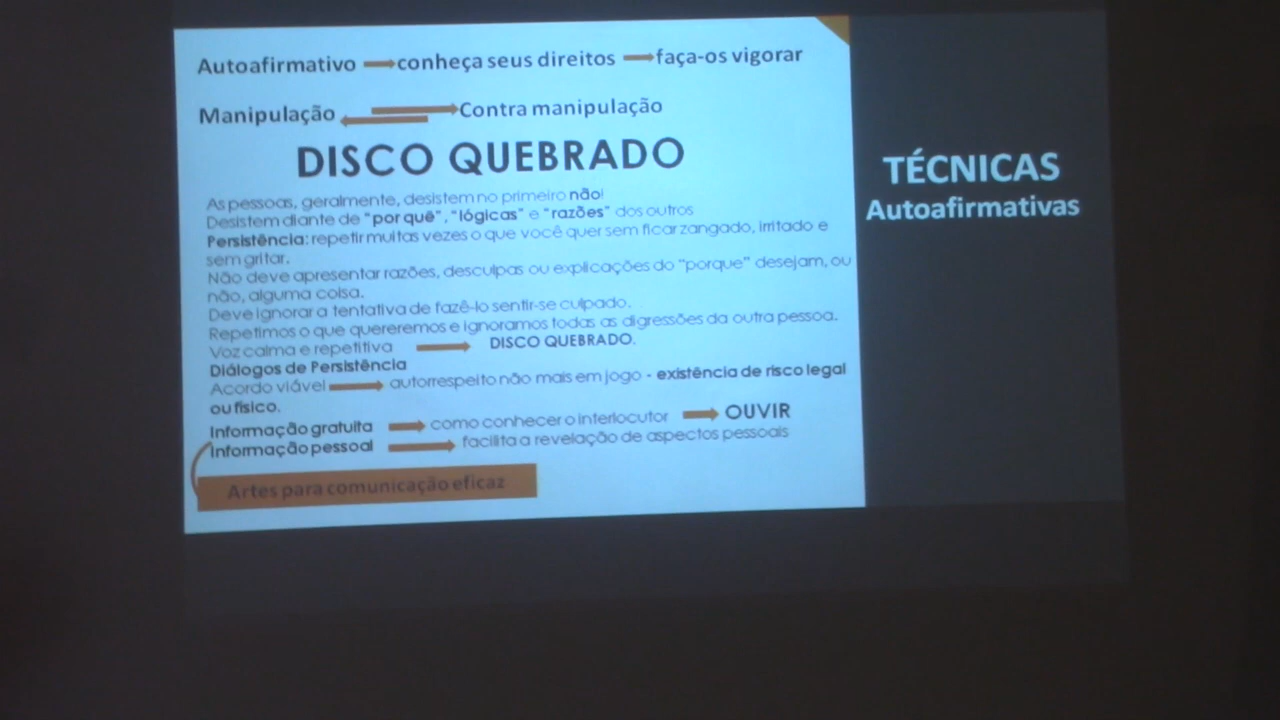 Autoafirmativo conheça seus direitos faça-os vigorar
Manipulação Contra manipulação
DISCO QUEBRADO
As pessoas, geralmente, desistem no primeiro não!
Desistem diante de "por quê", "lógicas" e "razões" dos outros
Persistência: repetir muitas vezes o que você quer sem ficar zangado, irritado e
sem gritar.
Não deve apresentar razões, desculpas ou explicações do "porque" desejam, ou
não, alguma coisa.
Deve ignorar a tentativa de fazê-lo sentir-se culpado.
Repetimos o que quereremos e ignoramos todas as digressões da outra pessoa.
Voz calma e repetitiva DISCO QUEBRADO.
Diálogos de Persistência
Acordo viável autorrespeito não mais em jogo - existência de risco legal
ou físico.
Informação gratuita como conhecer o interlocutor OUVIR
Informação pessoal facilita a revelação de aspectos pessoais
Artes para comunicação eficaz
TÉCNICAS
Autoafirmativas